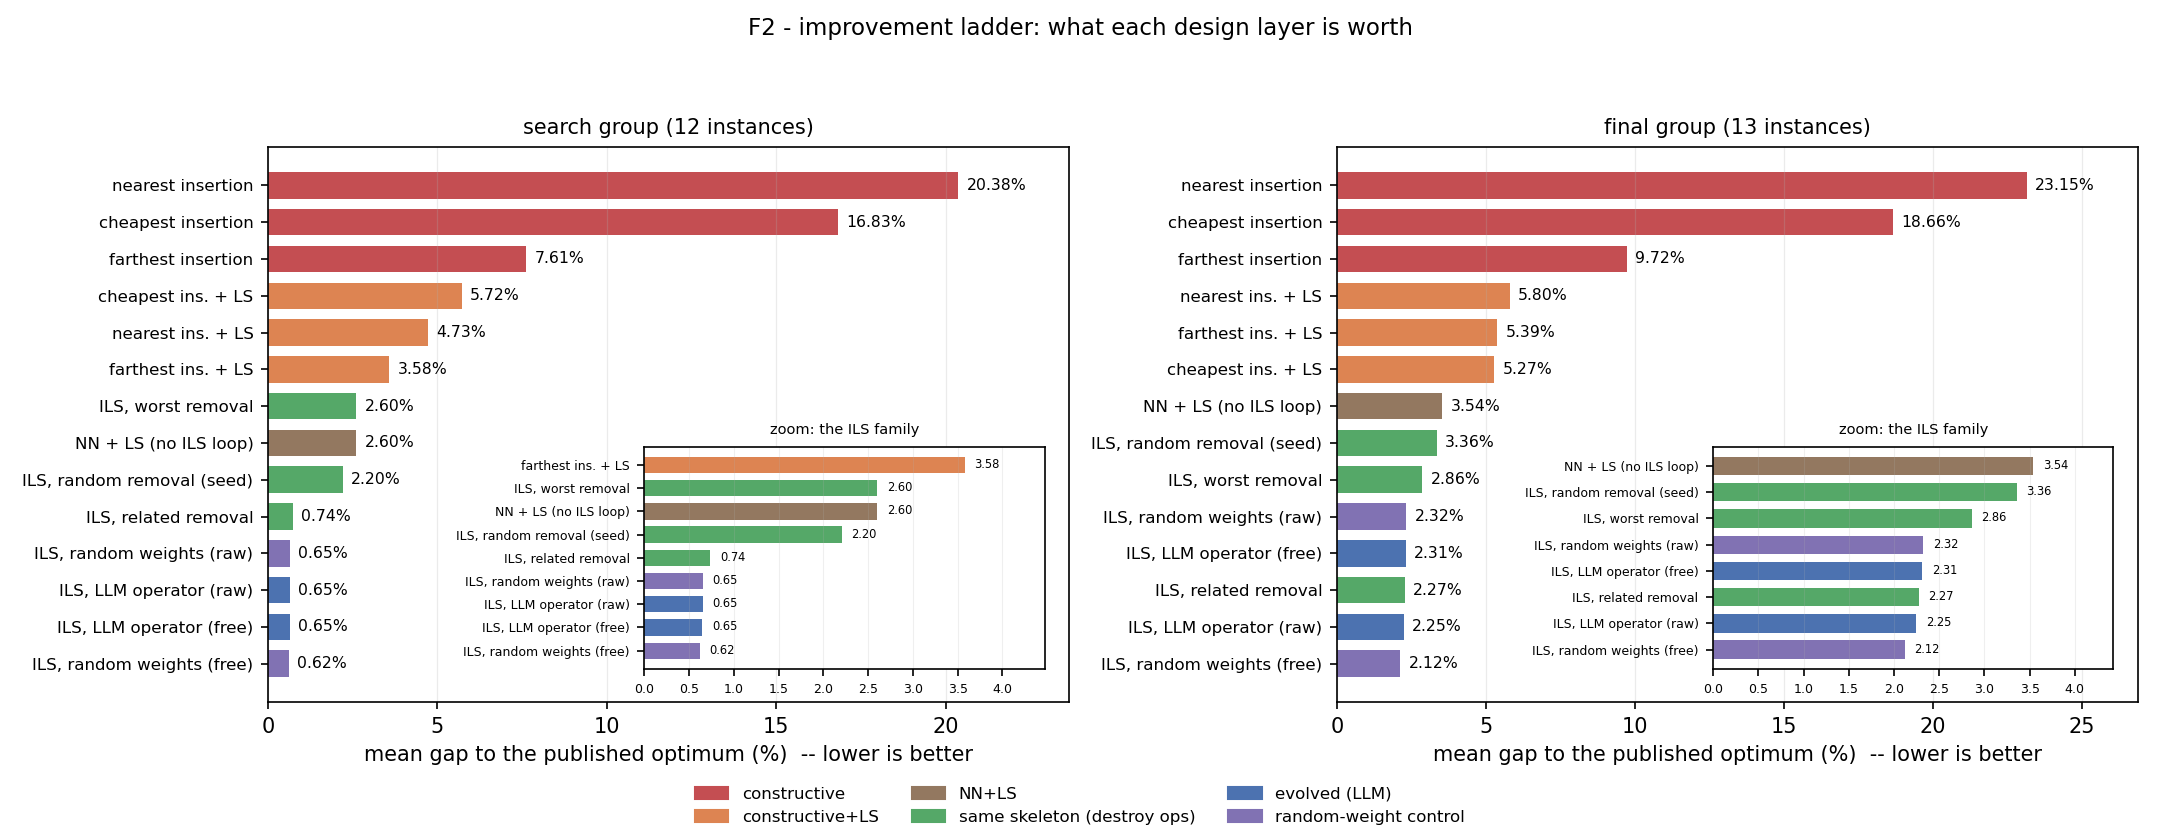 F2 - improvement ladder: what each design layer is worth
search group (12 instances)
nearest insertion 20.38%
cheapest insertion 16.83%
farthest insertion 7.61%
cheapest ins. + LS 5.72%
nearest ins. + LS 4.73%
farthest ins. + LS 3.58%
ILS, worst removal 2.60%
NN + LS (no ILS loop) 2.60%
ILS, random removal (seed) 2.20%
ILS, related removal 0.74%
ILS, random weights (raw) 0.65%
ILS, LLM operator (raw) 0.65%
ILS, LLM operator (free) 0.65%
ILS, random weights (free) 0.62%
zoom: the ILS family
farthest ins. + LS 3.58
ILS, worst removal 2.60
NN + LS (no ILS loop) 2.60
ILS, random removal (seed) 2.20
ILS, related removal 0.74
ILS, random weights (raw) 0.65
ILS, LLM operator (raw) 0.65
ILS, LLM operator (free) 0.65
ILS, random weights (free) 0.62
0.0 0.5 1.0 1.5 2.0 2.5 3.0 3.5 4.0
0 5 10 15 20
mean gap to the published optimum (%) -- lower is better
final group (13 instances)
nearest insertion 23.15%
cheapest insertion 18.66%
farthest insertion 9.72%
nearest ins. + LS 5.80%
farthest ins. + LS 5.39%
cheapest ins. + LS 5.27%
NN + LS (no ILS loop) 3.54%
ILS, random removal (seed) 3.36%
ILS, worst removal 2.86%
ILS, random weights (raw) 2.32%
ILS, LLM operator (free) 2.31%
ILS, related removal 2.27%
ILS, LLM operator (raw) 2.25%
ILS, random weights (free) 2.12%
zoom: the ILS family
NN + LS (no ILS loop) 3.54
ILS, random removal (seed) 3.36
ILS, worst removal 2.86
ILS, random weights (raw) 2.32
ILS, LLM operator (free) 2.31
ILS, related removal 2.27
ILS, LLM operator (raw) 2.25
ILS, random weights (free) 2.12
0.0 0.5 1.0 1.5 2.0 2.5 3.0 3.5 4.0
0 5 10 15 20 25
mean gap to the published optimum (%) -- lower is better
constructive
constructive+LS
NN+LS
same skeleton (destroy ops)
evolved (LLM)
random-weight control